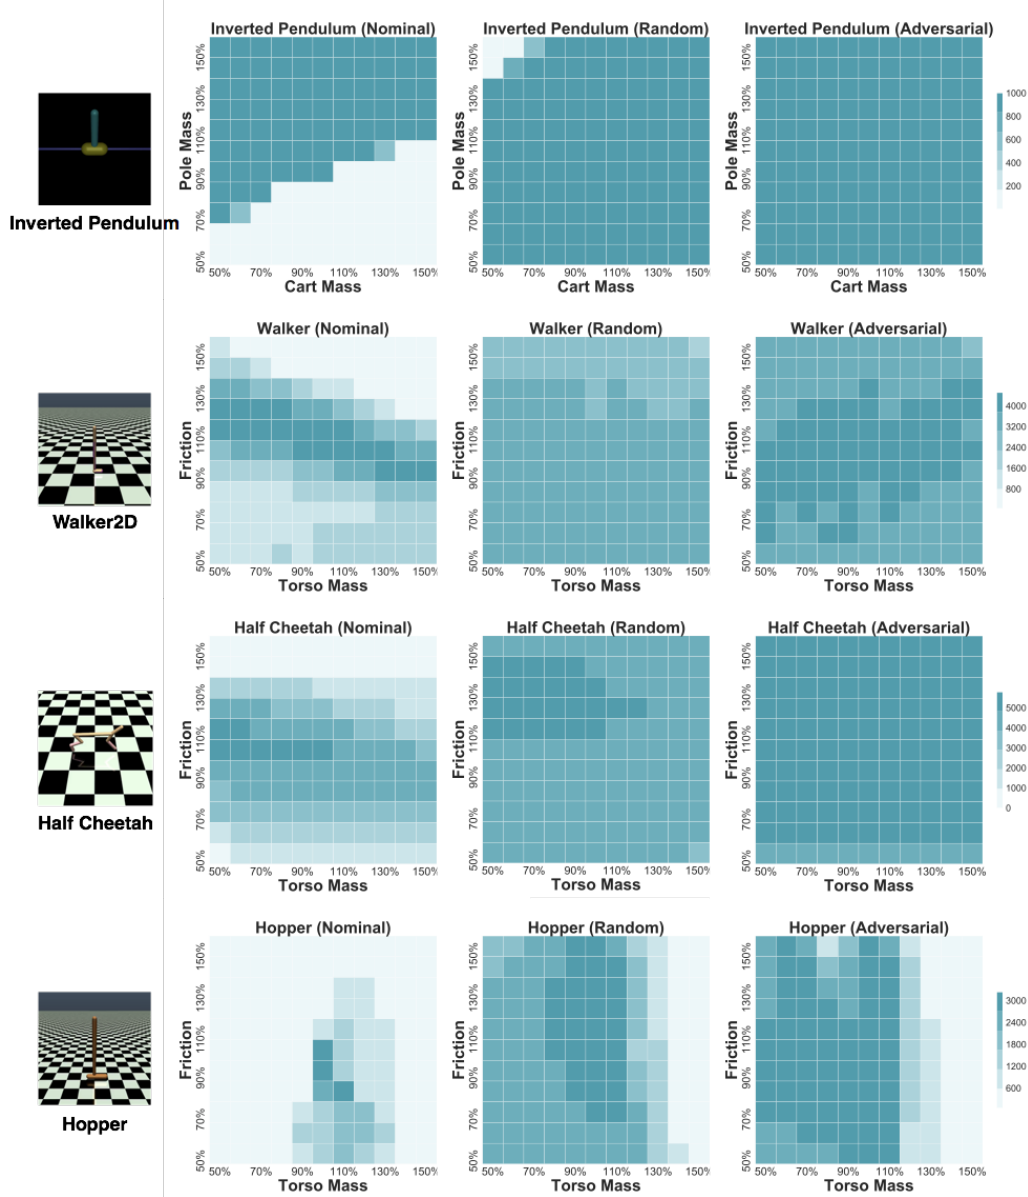 Inverted Pendulum (Nominal)
Inverted Pendulum (Random)
Inverted Pendulum (Adversarial)
Inverted Pendulum
Pole Mass
150%
130%
110%
90%
70%
50%
50% 70% 90% 110% 130% 150%
Cart Mass
Pole Mass
150%
130%
110%
90%
70%
50%
50% 70% 90% 110% 130% 150%
Cart Mass
Pole Mass
150%
130%
110%
90%
70%
50%
50% 70% 90% 110% 130% 150%
Cart Mass
1000
800
600
400
200
Walker (Nominal)
Walker (Random)
Walker (Adversarial)
Walker2D
Friction
150%
130%
110%
90%
70%
50%
50% 70% 90% 110% 130% 150%
Torso Mass
Friction
150%
130%
110%
90%
70%
50%
50% 70% 90% 110% 130% 150%
Torso Mass
Friction
150%
130%
110%
90%
70%
50%
50% 70% 90% 110% 130% 150%
Torso Mass
4000
3200
2400
1600
800
Half Cheetah (Nominal)
Half Cheetah (Random)
Half Cheetah (Adversarial)
Half Cheetah
Friction
150%
130%
110%
90%
70%
50%
50% 70% 90% 110% 130% 150%
Torso Mass
Friction
150%
130%
110%
90%
70%
50%
50% 70% 90% 110% 130% 150%
Torso Mass
Friction
150%
130%
110%
90%
70%
50%
50% 70% 90% 110% 130% 150%
Torso Mass
5000
4000
3000
2000
1000
0
Hopper (Nominal)
Hopper (Random)
Hopper (Adversarial)
Hopper
Friction
150%
130%
110%
90%
70%
50%
50% 70% 90% 110% 130% 150%
Torso Mass
Friction
150%
130%
110%
90%
70%
50%
50% 70% 90% 110% 130% 150%
Torso Mass
Friction
150%
130%
110%
90%
70%
50%
50% 70% 90% 110% 130% 150%
Torso Mass
3000
2400
1800
1200
600